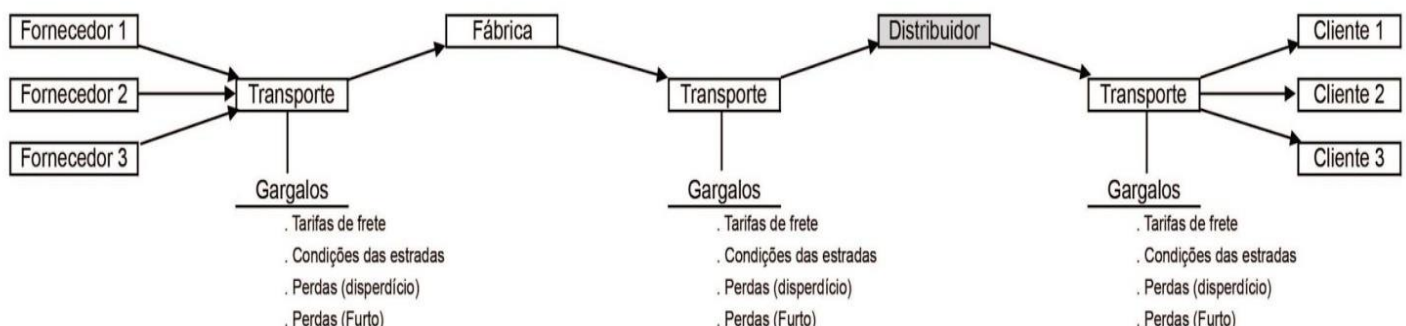 Fornecedor 1
Fábrica
Distribuidor
Cliente 1
Fornecedor 2
Transporte
Transporte
Transporte
Cliente 2
Fornecedor 3
Cliente 3
Gargalos
. Tarifas de frete
. Condições das estradas
. Perdas (disperdício)
. Perdas (Furto)
Gargalos
. Tarifas de frete
. Condições das estradas
. Perdas (disperdício)
. Perdas (Furto)
Gargalos
. Tarifas de frete
. Condições das estradas
. Perdas (disperdício)
. Perdas (Furto)